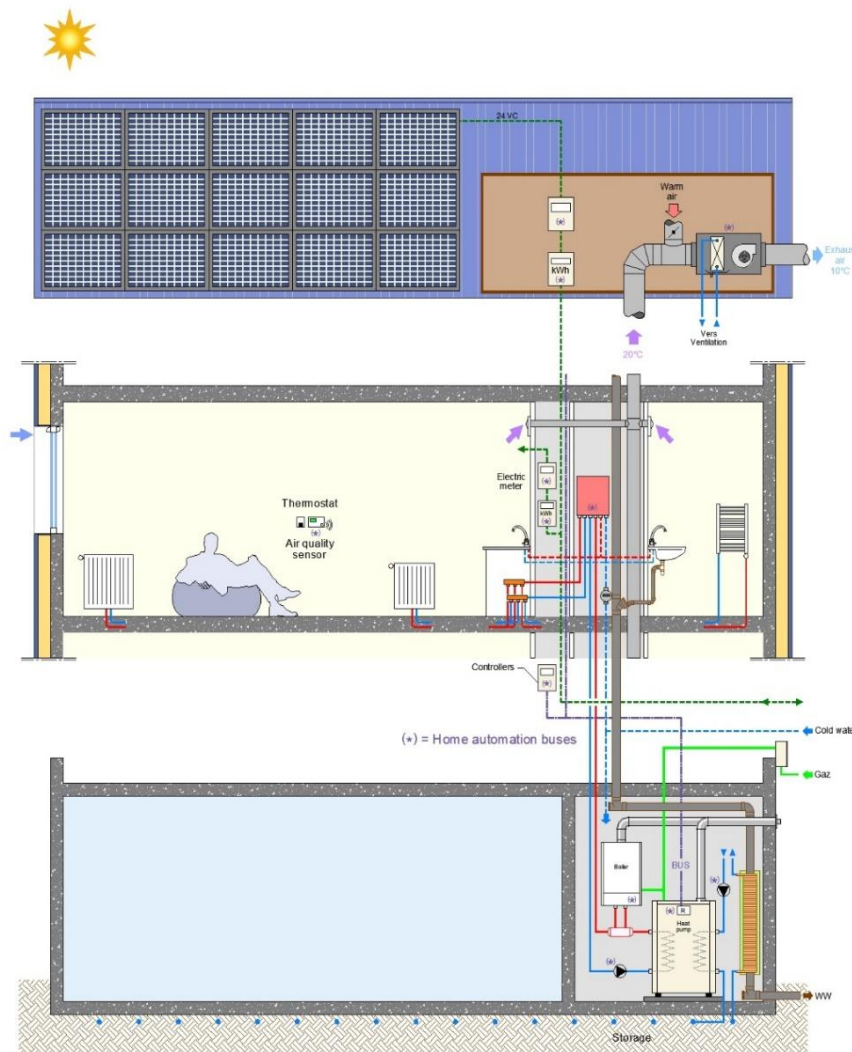 24 VC
Warm
air
(*)
(*)
kWh
(*)
Exhaus
air
10°C
Vers
Ventilation
20°C
Electric
meter
(*)
kWh
(*)
(*)
Thermostat
(*)
Air quality
sensor
Controllers
(*)
(*) = Home automation buses
Cold wate
Gaz
Boiler
(*)
BUS
(*)
(*)
R
Heat
pump
(*)
WW
Storage